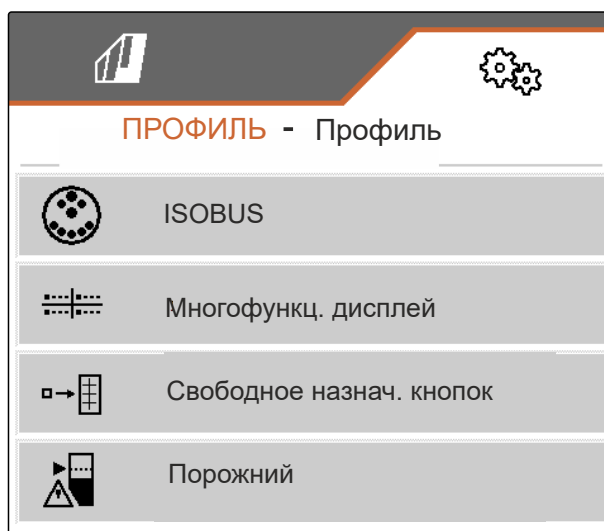 ПРОФИЛЬ - Профиль
ISOBUS
Многофункц. дисплей
Свободное назнач. кнопок
Порожний